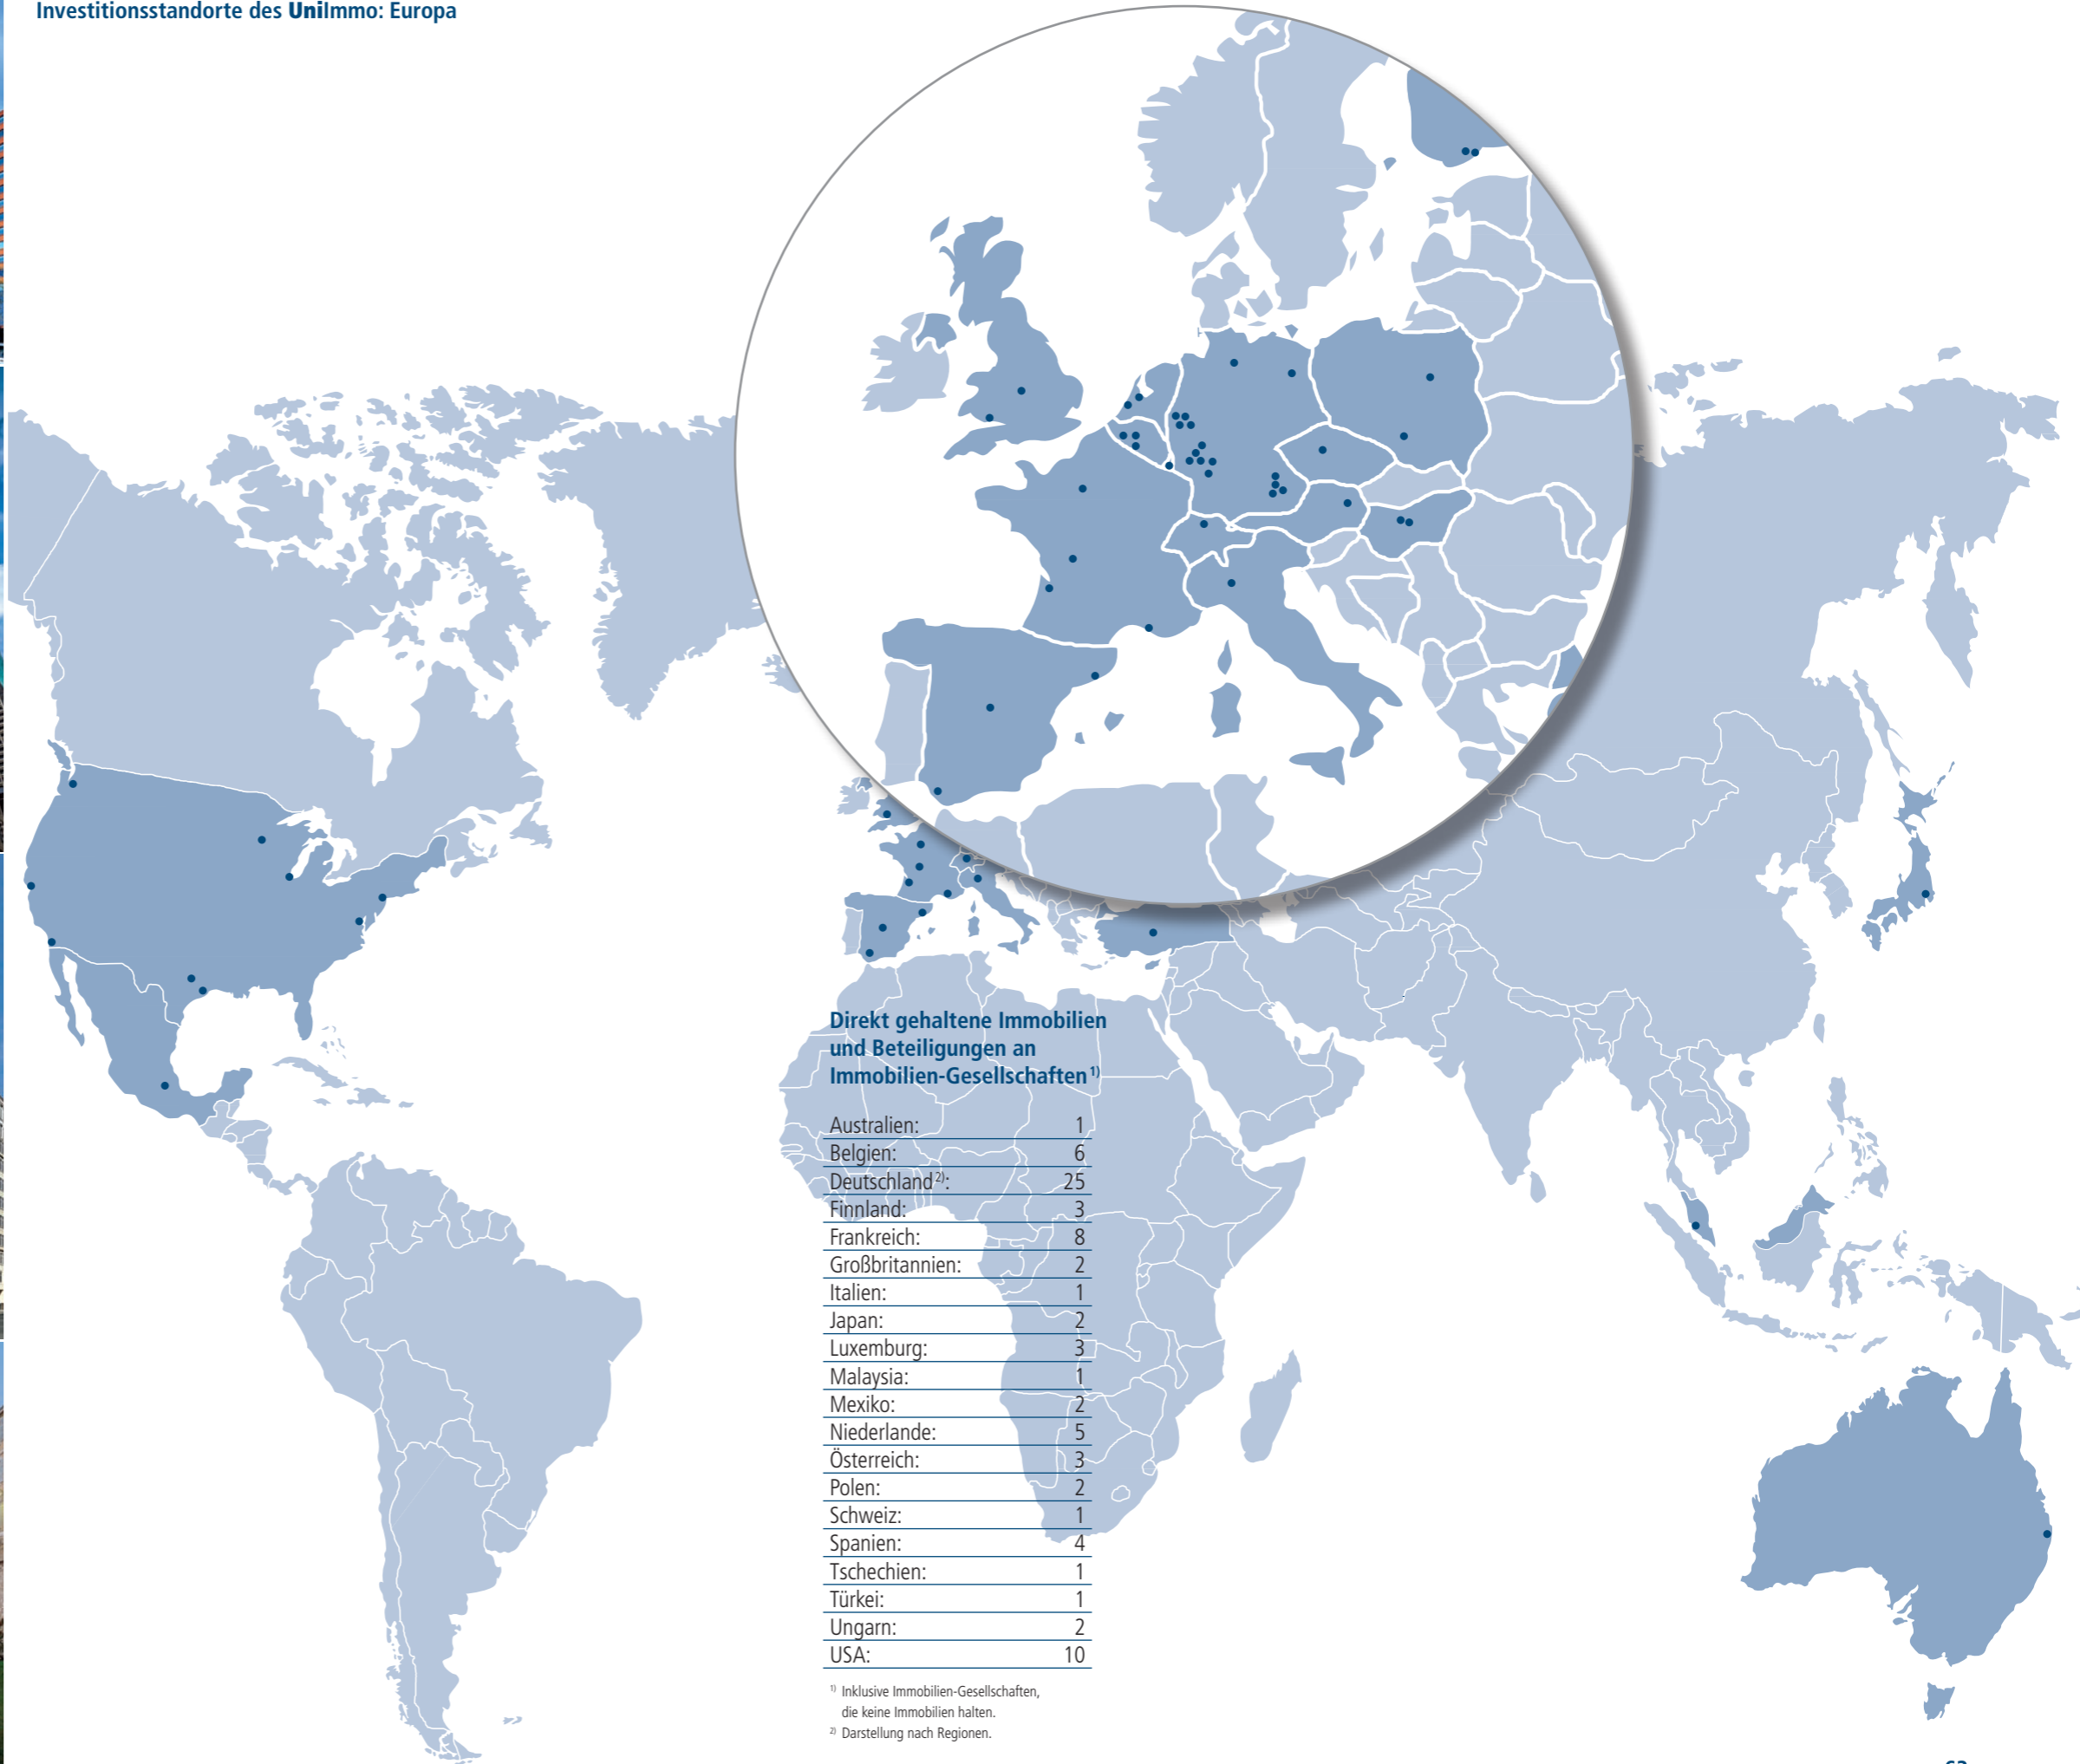 Investitionsstandorte des UniImmo: Europa
Direkt gehaltene Immobilien
und Beteiligungen an
Immobilien-Gesellschaften¹⁾
Australien: 1
Belgien: 6
Deutschland²⁾: 25
Finnland: 3
Frankreich: 8
Großbritannien: 2
Italien: 1
Japan: 2
Luxemburg: 3
Malaysia: 1
Mexiko: 2
Niederlande: 5
Österreich: 3
Polen: 2
Schweiz: 1
Spanien: 4
Tschechien: 1
Türkei: 1
Ungarn: 2
USA: 10
¹⁾ Inklusive Immobilien-Gesellschaften,
die keine Immobilien halten.
²⁾ Darstellung nach Regionen.